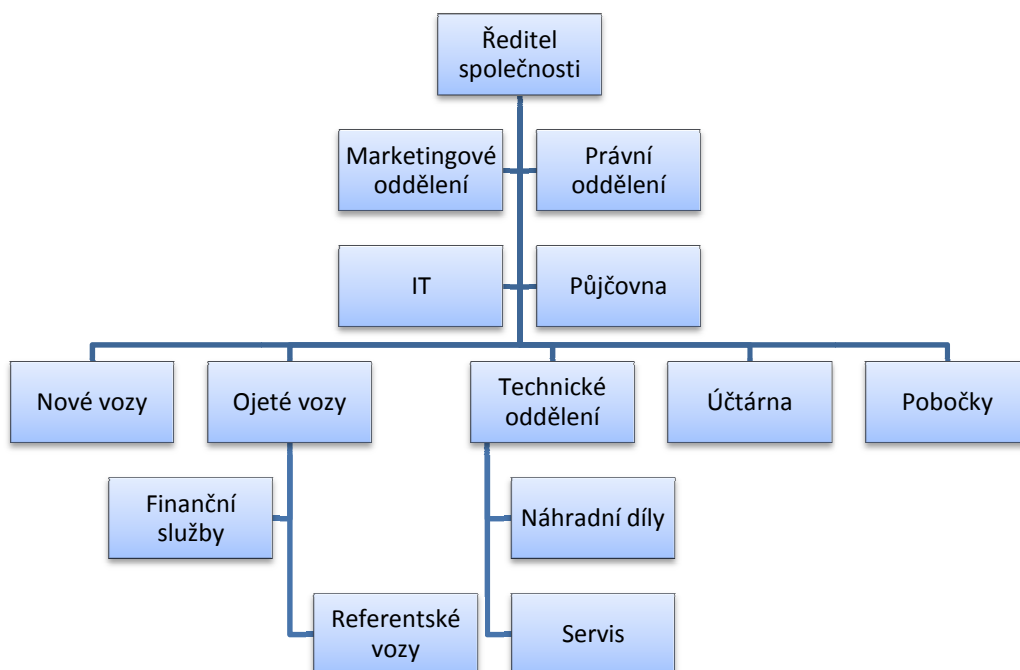 Ředitel
společnosti
Marketingové
oddělení
Právní
oddělení
IT
Půjčovna
Nové vozy
Ojeté vozy
Technické
oddělení
Účtárna
Pobočky
Finanční
služby
Náhradní díly
Referentské
vozy
Servis